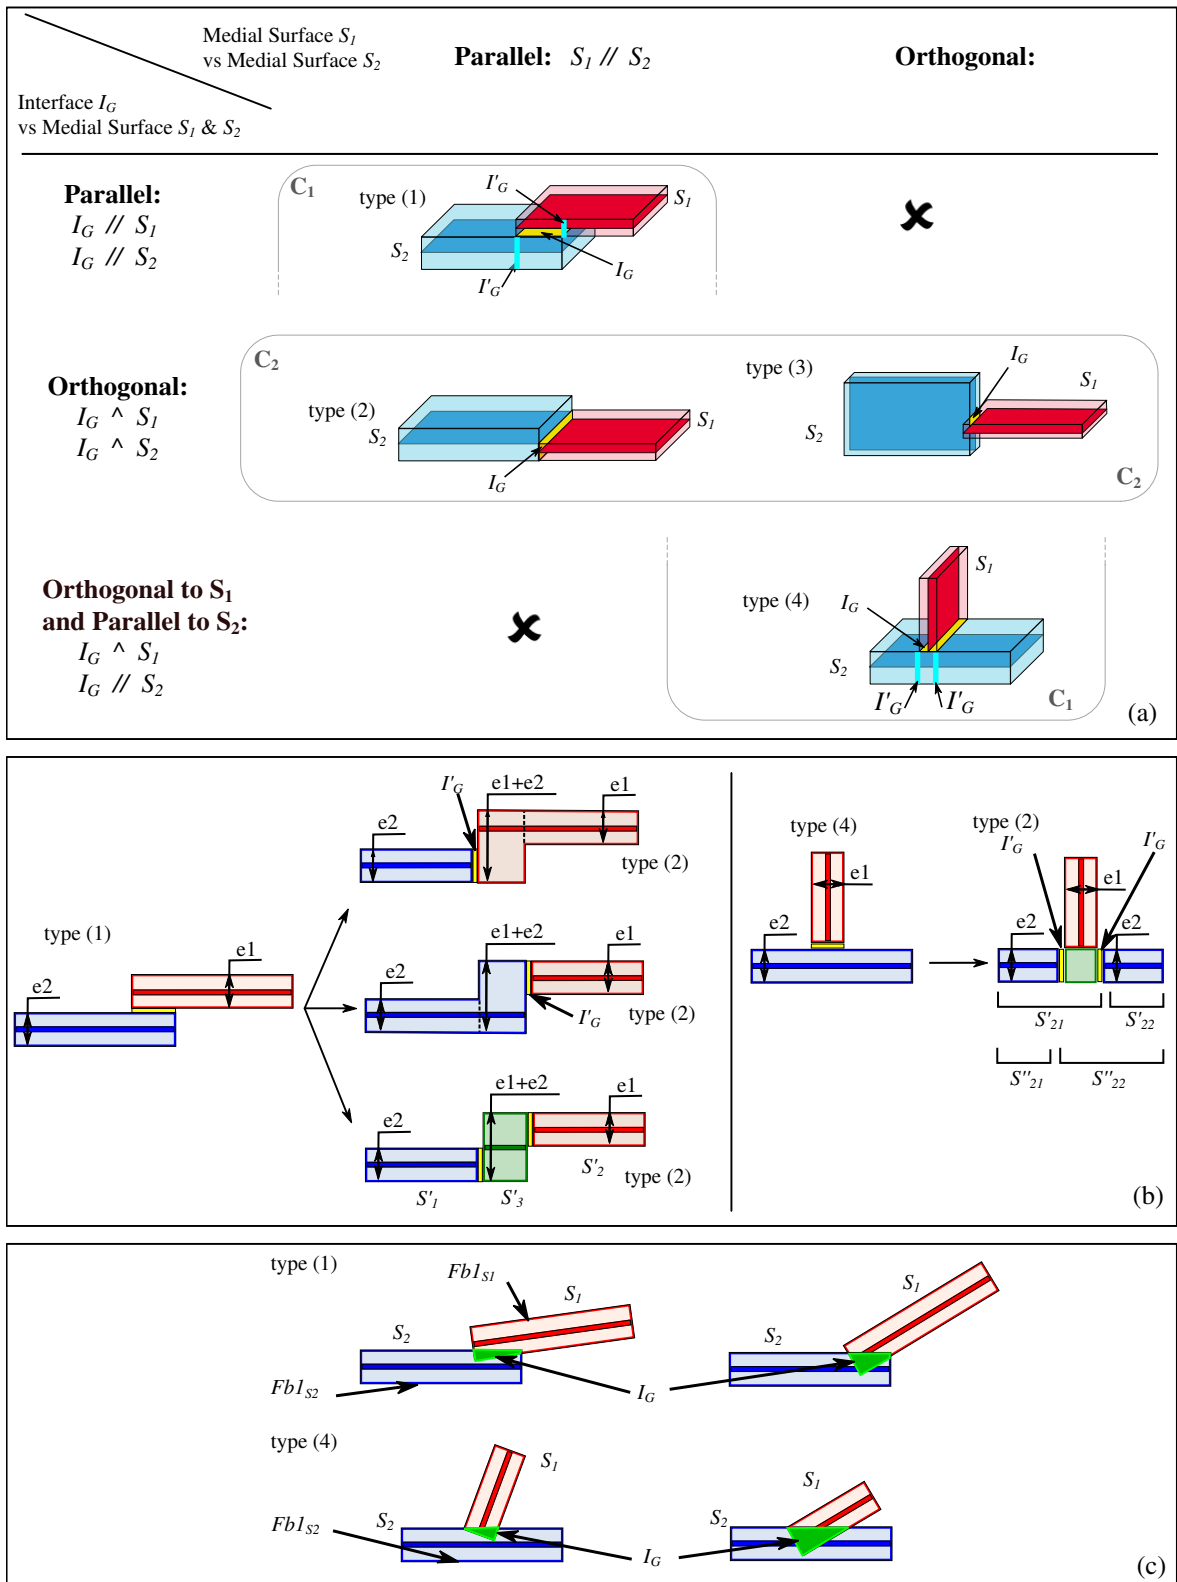 Medial Surface S1
vs Medial Surface S2
Parallel: S1 // S2
Orthogonal:
Interface IG
vs Medial Surface S1 & S2
Parallel:
IG // S1
IG // S2
C1
type (1)
I'G
S1
S2
I'G
IG
Orthogonal:
IG ^ S1
IG ^ S2
C2
type (2)
S2
S1
IG
type (3)
IG
S1
S2
C2
Orthogonal to S1
and Parallel to S2:
IG ^ S1
IG // S2
type (4)
IG
S1
S2
I'G
I'G
C1
(a)
type (1)
e2
e1
I'G
e1+e2
e1
e2
type (2)
e1+e2
e1
e2
I'G
type (2)
e1+e2
e1
e2
S'1
S'3
S'2
type (2)
type (4)
e1
e2
type (2)
I'G
I'G
e1
e2
e2
S'21
S'22
S''21
S''22
(b)
type (1)
Fb1S1
S1
S2
Fb1S2
IG
S1
S2
type (4)
S1
S2
Fb1S2
IG
S1
S2
(c)